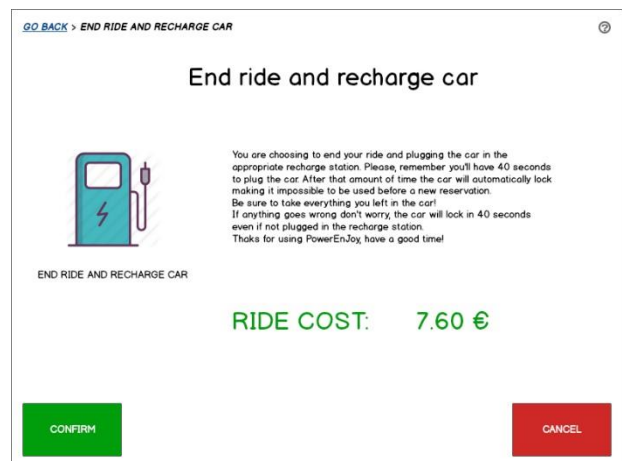 GO BACK > END RIDE AND RECHARGE CAR
End ride and recharge car
You are choosing to end your ride and plugging the car in the
appropriate recharge station. Please, remember you'll have 40 seconds
to plug the car. After that amount of time the car will automatically lock
making it impossible to be used before a new reservation.
Be sure to take everything you left in the car!
If anything goes wrong don't worry, the car will lock in 40 seconds
even if not plugged in the recharge station.
Thaks for using PowerEnJoy, have a good time!
END RIDE AND RECHARGE CAR
RIDE COST: 7.60 €
CONFIRM
CANCEL